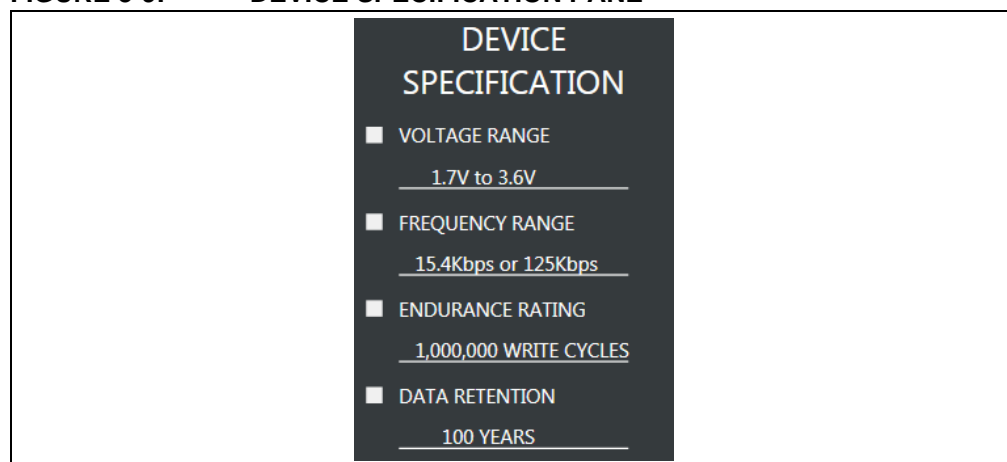 DEVICE
SPECIFICATION
VOLTAGE RANGE
1.7V to 3.6V
FREQUENCY RANGE
15.4Kbps or 125Kbps
ENDURANCE RATING
1,000,000 WRITE CYCLES
DATA RETENTION
100 YEARS